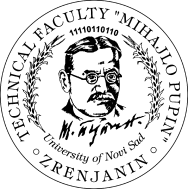 TECHNICAL FACULTY "MIHAJLO PUPIN"
11110110110
University of Novi Sad
ZRENJANIN